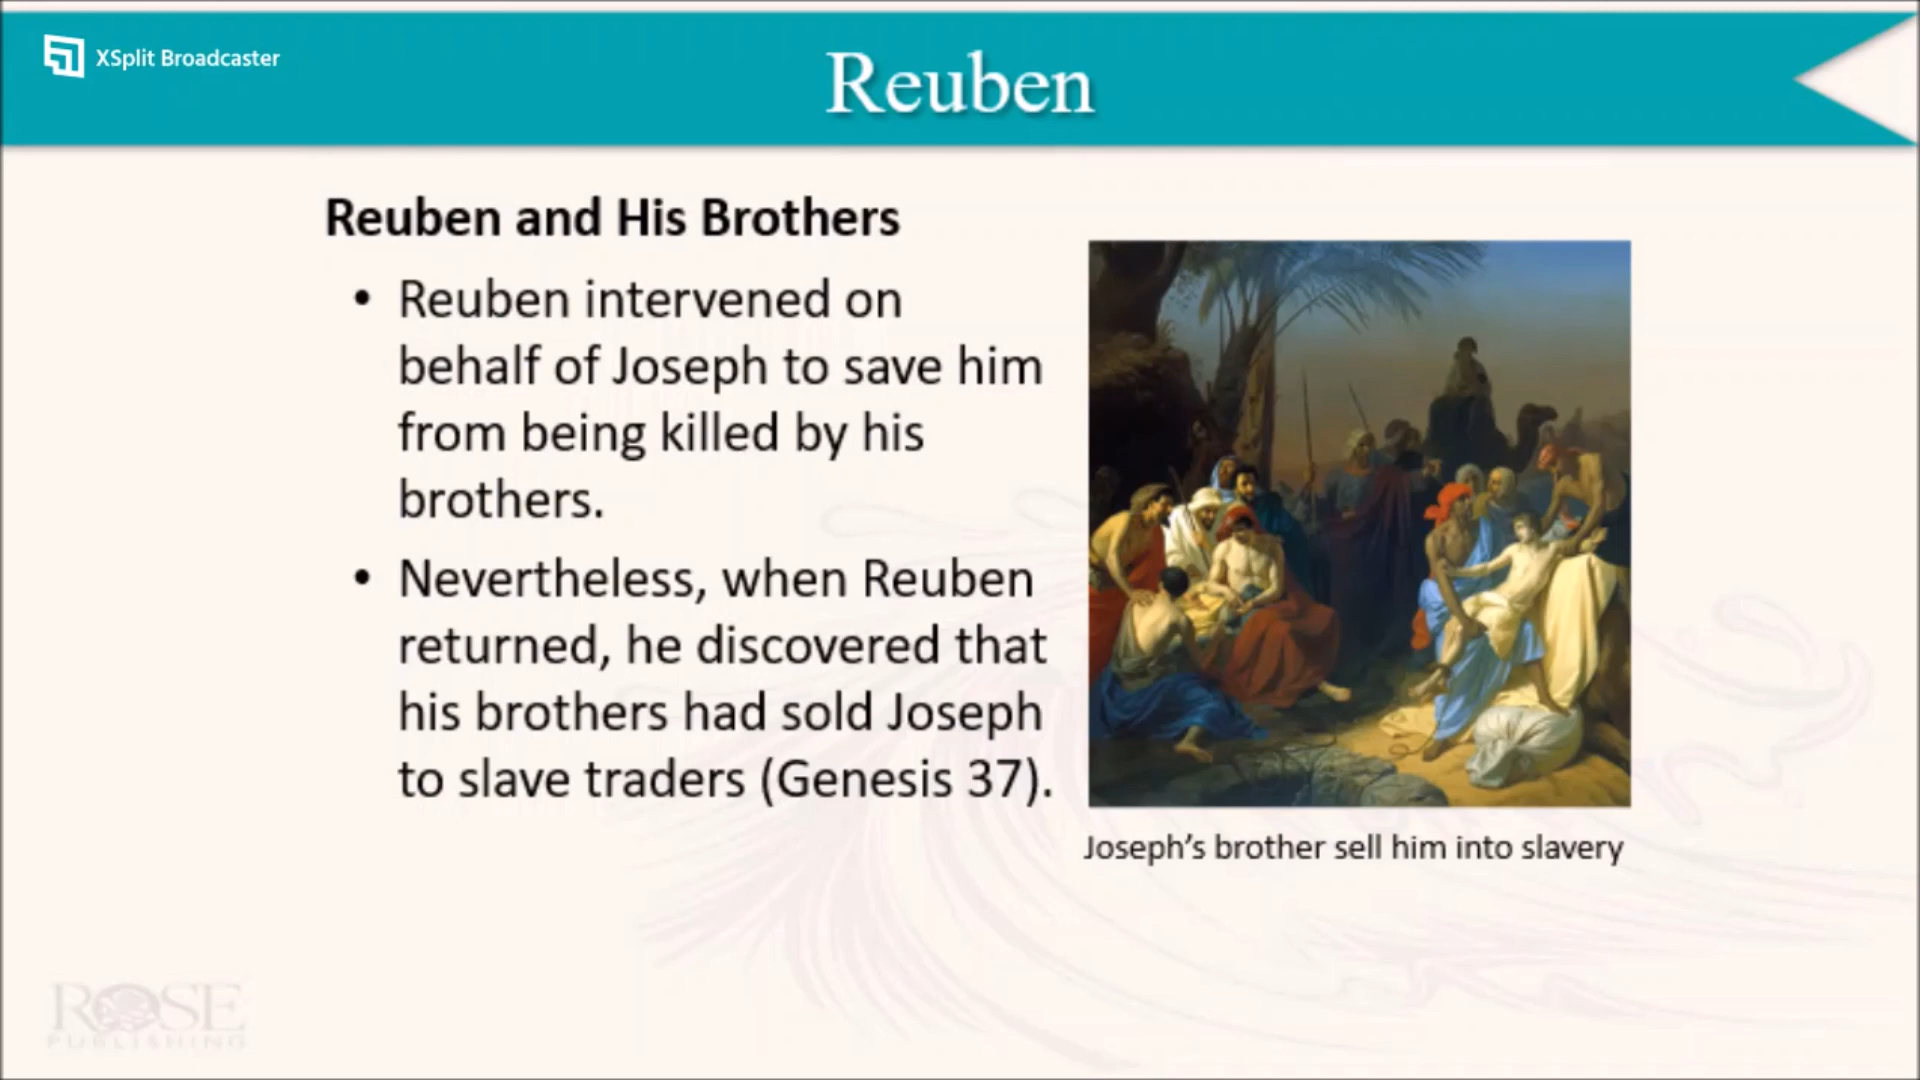 XSplit Broadcaster
Reuben
Reuben and His Brothers
• Reuben intervened on
behalf of Joseph to save him
from being killed by his
brothers.
• Nevertheless, when Reuben
returned, he discovered that
his brothers had sold Joseph
to slave traders (Genesis 37).
Joseph’s brother sell him into slavery
ROSE
PUBLISHING